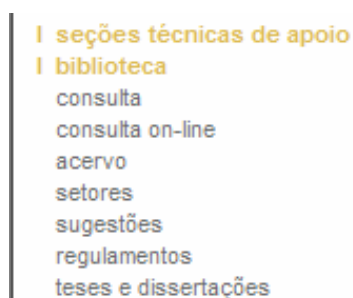 | seções técnicas de apoio
| biblioteca
consulta
consulta on-line
acervo
setores
sugestões
regulamentos
teses e dissertações